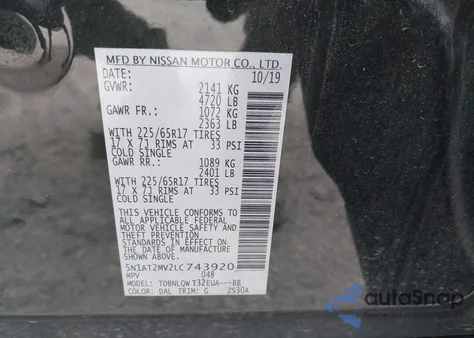 MFD BY NISSAN MOTOR CO., LTD.
DATE: 10/19
GVWR: 2141 KG
4720 LB
GAWR FR.: 1072 KG
2363 LB
WITH 225/65R17 TIRES
17 X 7J RIMS AT 33 PSI
COLD SINGLE
GAWR RR.: 1089 KG
2401 LB
WITH 225/65R17 TIRES
17 X 7J RIMS AT 33 PSI
COLD SINGLE
THIS VEHICLE CONFORMS TO
ALL APPLICABLE FEDERAL
MOTOR VEHICLE SAFETY
STANDARDS IN EFFECT ON THE
DATE OF MANUFACTURE SHOWN
ABOVE.
5N1AT2MV2LC743920
MPV 048
MODEL: TDBNLQWT32EUA---BB
COLOR: DAL TRIM: G ZS30A
autoSnap